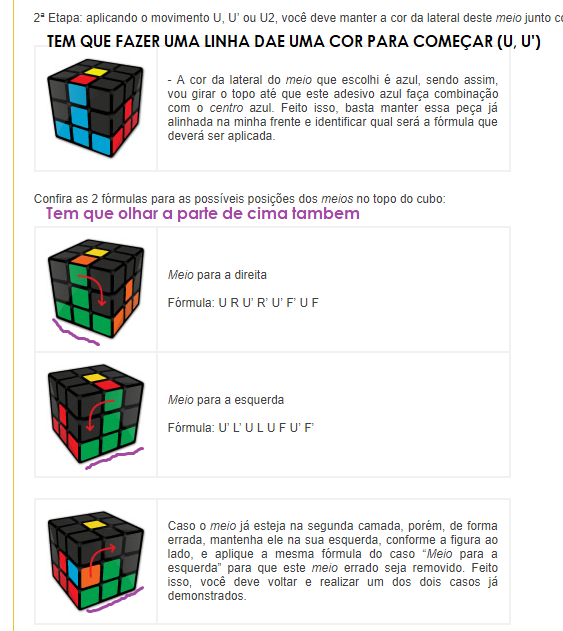 2ª Etapa: aplicando o movimento U, U' ou U2, você deve manter a cor da lateral deste meio junto
TEM QUE FAZER UMA LINHA DAE UMA COR PARA COMEÇAR (U, U')
- A cor da lateral do meio que escolhi é azul, sendo assim,
vou girar o topo até que este adesivo azul faça combinação
com o centro azul. Feito isso, basta manter essa peça já
alinhada na minha frente e identificar qual será a fórmula que
deverá ser aplicada.
Confira as 2 fórmulas para as possíveis posições dos meios no topo do cubo:
Tem que olhar a parte de cima tambem
Meio para a direita
Fórmula: U R U' R' U' F' U F
Meio para a esquerda
Fórmula: U' L' U L U F U' F'
Caso o meio já esteja na segunda camada, porém, de forma
errada, mantenha ele na sua esquerda, conforme a figura ao
lado, e aplique a mesma fórmula do caso “Meio para a
esquerda” para que este meio errado seja removido. Feito
isso, você deve voltar e realizar um dos dois casos já
demonstrados.